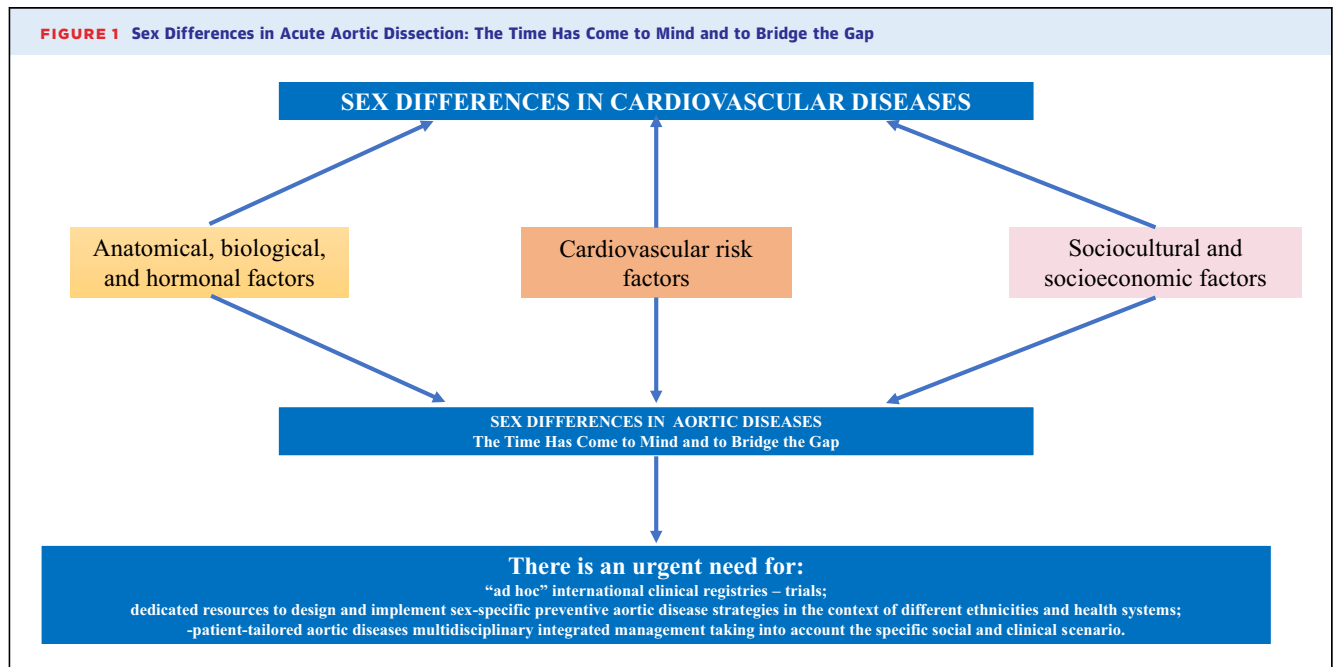 FIGURE 1 Sex Differences in Acute Aortic Dissection: The Time Has Come to Mind and to Bridge the Gap
SEX DIFFERENCES IN CARDIOVASCULAR DISEASES
Anatomical, biological,
and hormonal factors
Cardiovascular risk
factors
Sociocultural and
socioeconomic factors
SEX DIFFERENCES IN AORTIC DISEASES
The Time Has Come to Mind and to Bridge the Gap
There is an urgent need for:
“ad hoc” international clinical registries – trials;
dedicated resources to design and implement sex-specific preventive aortic disease strategies in the context of different ethnicities and health systems;
-patient-tailored aortic diseases multidisciplinary integrated management taking into account the specific social and clinical scenario.